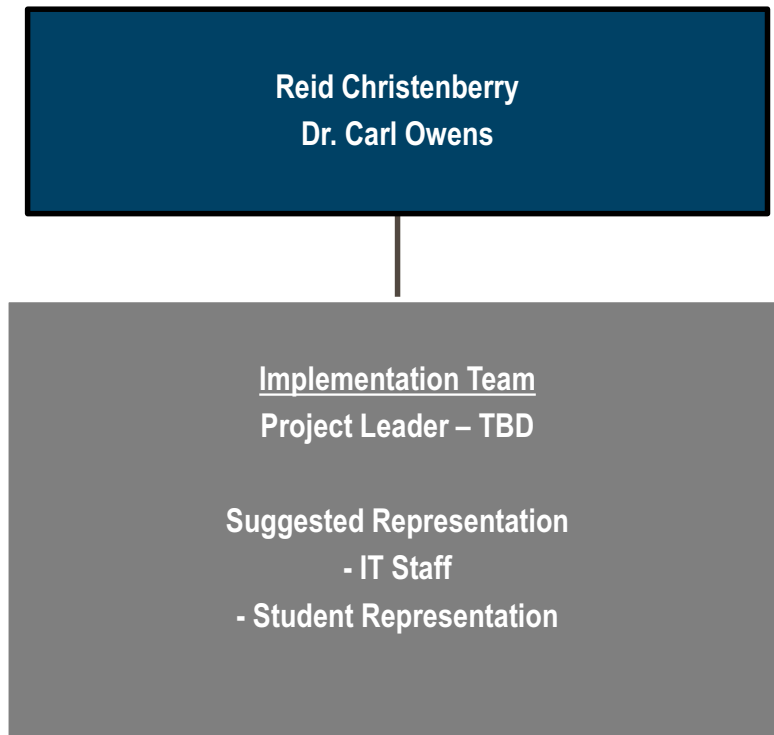 Reid Christenberry
Dr. Carl Owens
Implementation Team
Project Leader – TBD
Suggested Representation
- IT Staff
- Student Representation